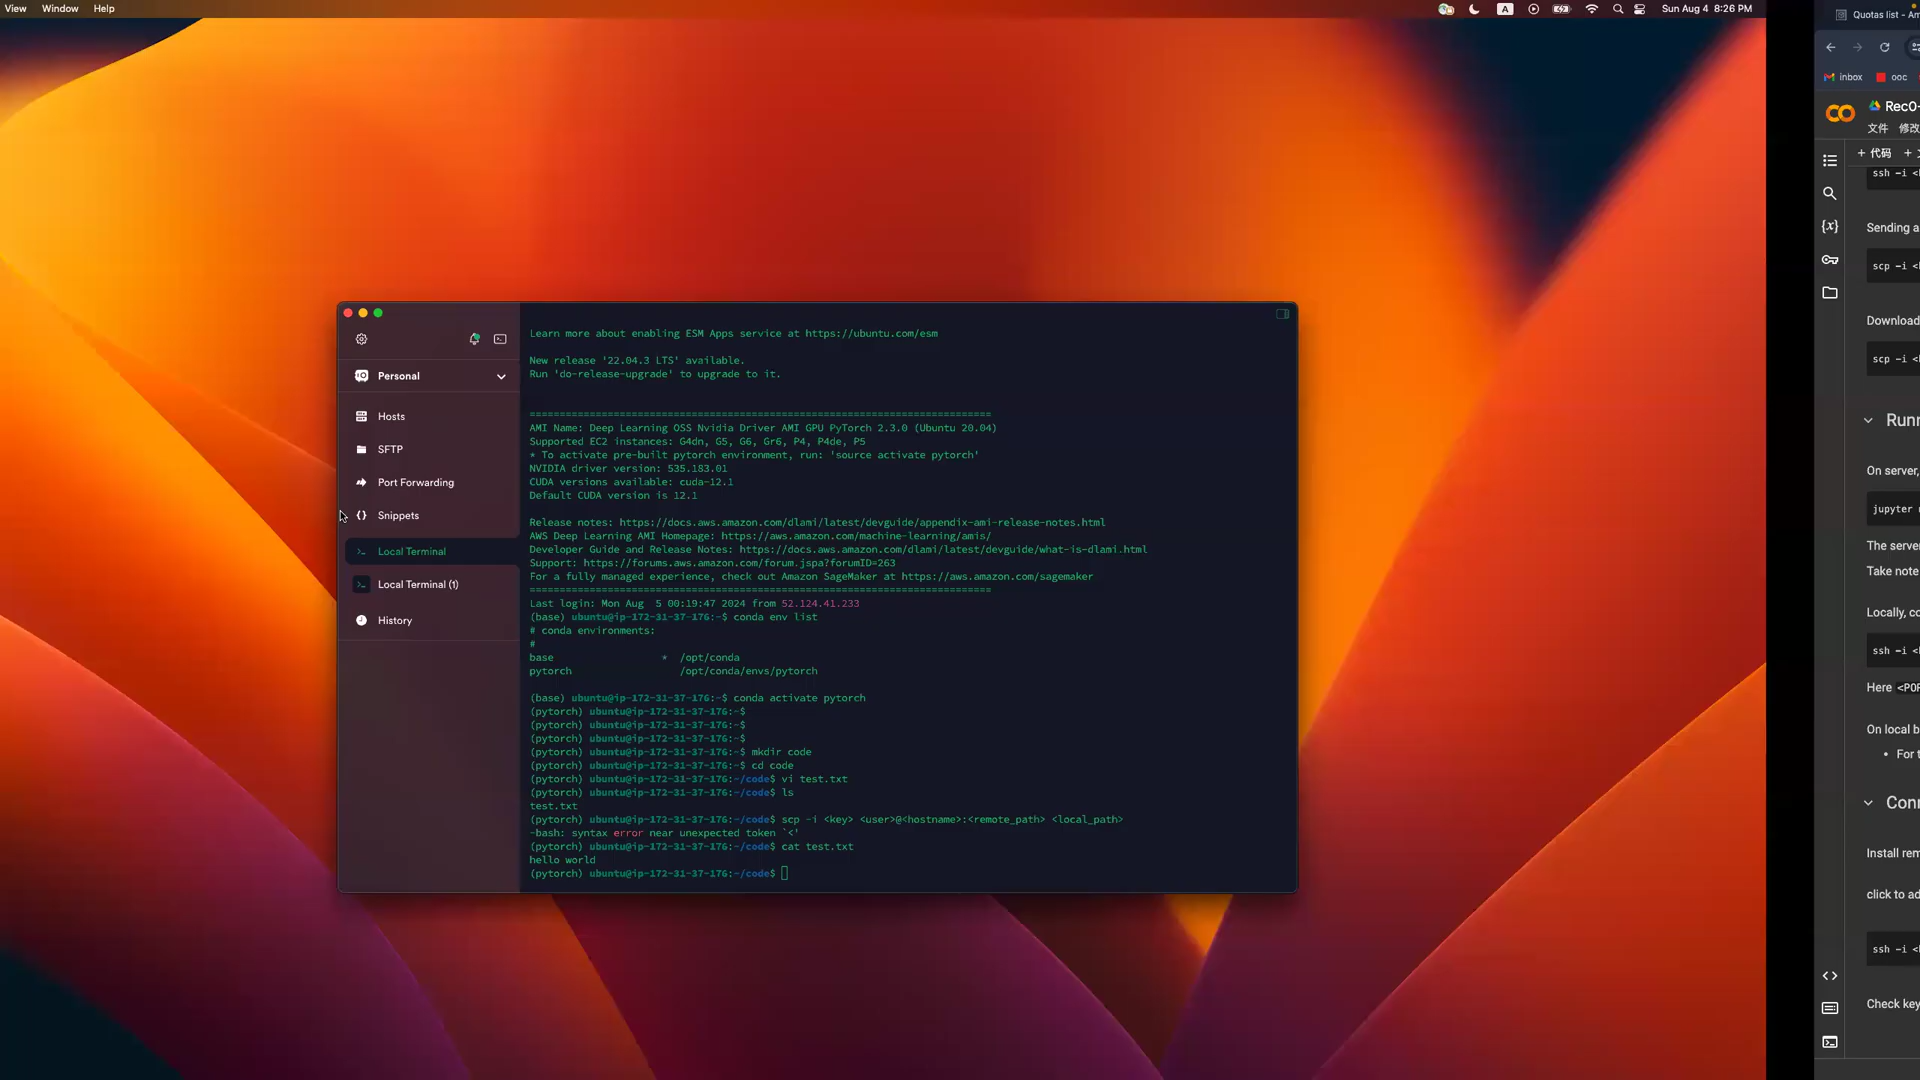 View Window Help
A
Sun Aug 4 8:26 PM
Learn more about enabling ESM Apps service at https://ubuntu.com/esm
New release '22.04.3 LTS' available.
Run 'do-release-upgrade' to upgrade to it.
=============================================================================
AMI Name: Deep Learning OSS Nvidia Driver AMI GPU PyTorch 2.3.0 (Ubuntu 20.04)
Supported EC2 instances: G4dn, G5, G6, Gr6, P4, P4de, P5
* To activate pre-built pytorch environment, run: 'source activate pytorch'
NVIDIA driver version: 535.183.01
CUDA versions available: cuda-12.1
Default CUDA version is 12.1
Release notes: https://docs.aws.amazon.com/dlami/latest/devguide/appendix-ami-release-notes.html
AWS Deep Learning AMI Homepage: https://aws.amazon.com/machine-learning/amis/
Developer Guide and Release Notes: https://docs.aws.amazon.com/dlami/latest/devguide/what-is-dlami.html
Support: https://forums.aws.amazon.com/forum.jspa?forumID=263
For a fully managed experience, check out Amazon SageMaker at https://aws.amazon.com/sagemaker
=============================================================================
Last login: Mon Aug  5 00:19:47 2024 from 52.124.41.233
(base) ubuntu@ip-172-31-37-176:~$ conda env list
# conda environments:
#
base                  *  /opt/conda
pytorch                  /opt/conda/envs/pytorch
(base) ubuntu@ip-172-31-37-176:~$ conda activate pytorch
(pytorch) ubuntu@ip-172-31-37-176:~$
(pytorch) ubuntu@ip-172-31-37-176:~$
(pytorch) ubuntu@ip-172-31-37-176:~$
(pytorch) ubuntu@ip-172-31-37-176:~$ mkdir code
(pytorch) ubuntu@ip-172-31-37-176:~$ cd code
(pytorch) ubuntu@ip-172-31-37-176:~/code$ vi test.txt
(pytorch) ubuntu@ip-172-31-37-176:~/code$ ls
test.txt
(pytorch) ubuntu@ip-172-31-37-176:~/code$ scp -i <key> <user>@<hostname>:<remote_path> <local_path>
-bash: syntax error near unexpected token `<'
(pytorch) ubuntu@ip-172-31-37-176:~/code$ cat test.txt
hello world
(pytorch) ubuntu@ip-172-31-37-176:~/code$
Personal
Hosts
SFTP
Port Forwarding
Snippets
Local Terminal
Local Terminal (1)
History
Quotas list - Am
inbox
ooc
Rec0-
文件 修改
+ 代码 +
ssh -i <
Sending a
scp -i <
Download
scp -i <
Runn
On server,
jupyter
The serve
Take note
Locally, co
ssh -i <
Here <POR
On local b
• For t
Conn
Install rem
click to ad
ssh -i <
Check key